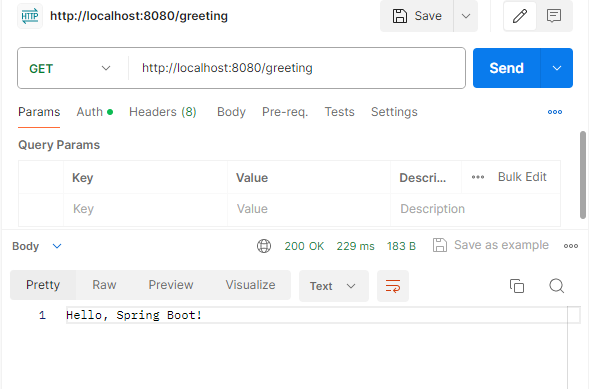 HTTP http://localhost:8080/greeting Save
GET http://localhost:8080/greeting Send
Params Auth Headers (8) Body Pre-req. Tests Settings
Query Params
Key Value Descri... Bulk Edit
Key Value Description
Body 200 OK 229 ms 183 B Save as example
Pretty Raw Preview Visualize Text
1 Hello, Spring Boot!